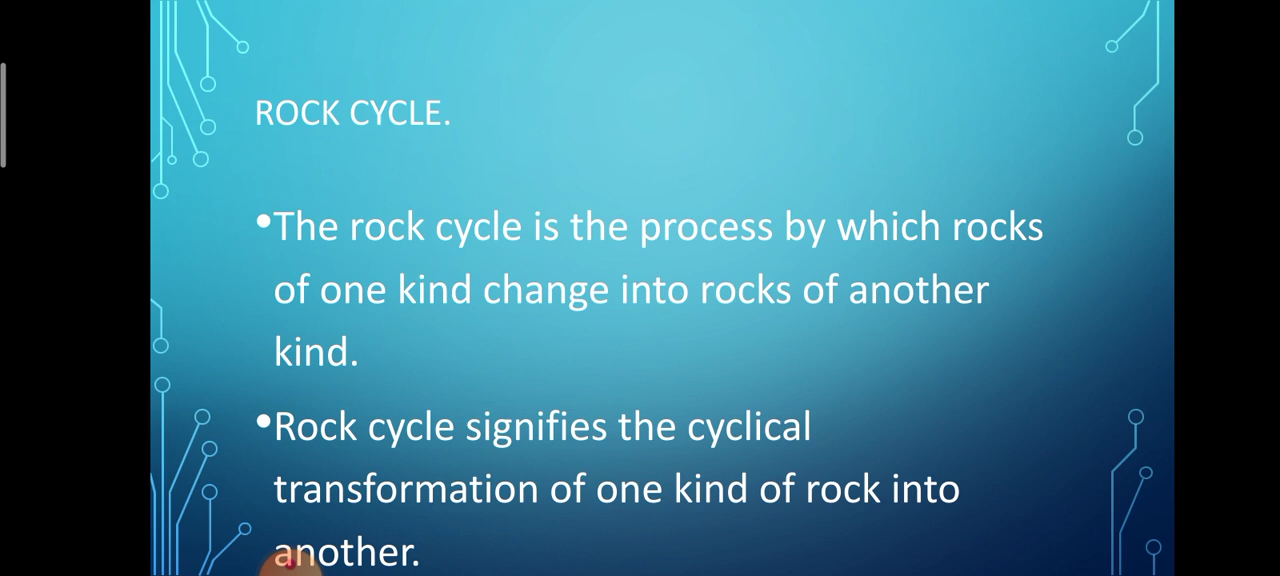 ROCK CYCLE.
•The rock cycle is the process by which rocks
of one kind change into rocks of another
kind.
•Rock cycle signifies the cyclical
transformation of one kind of rock into
another.